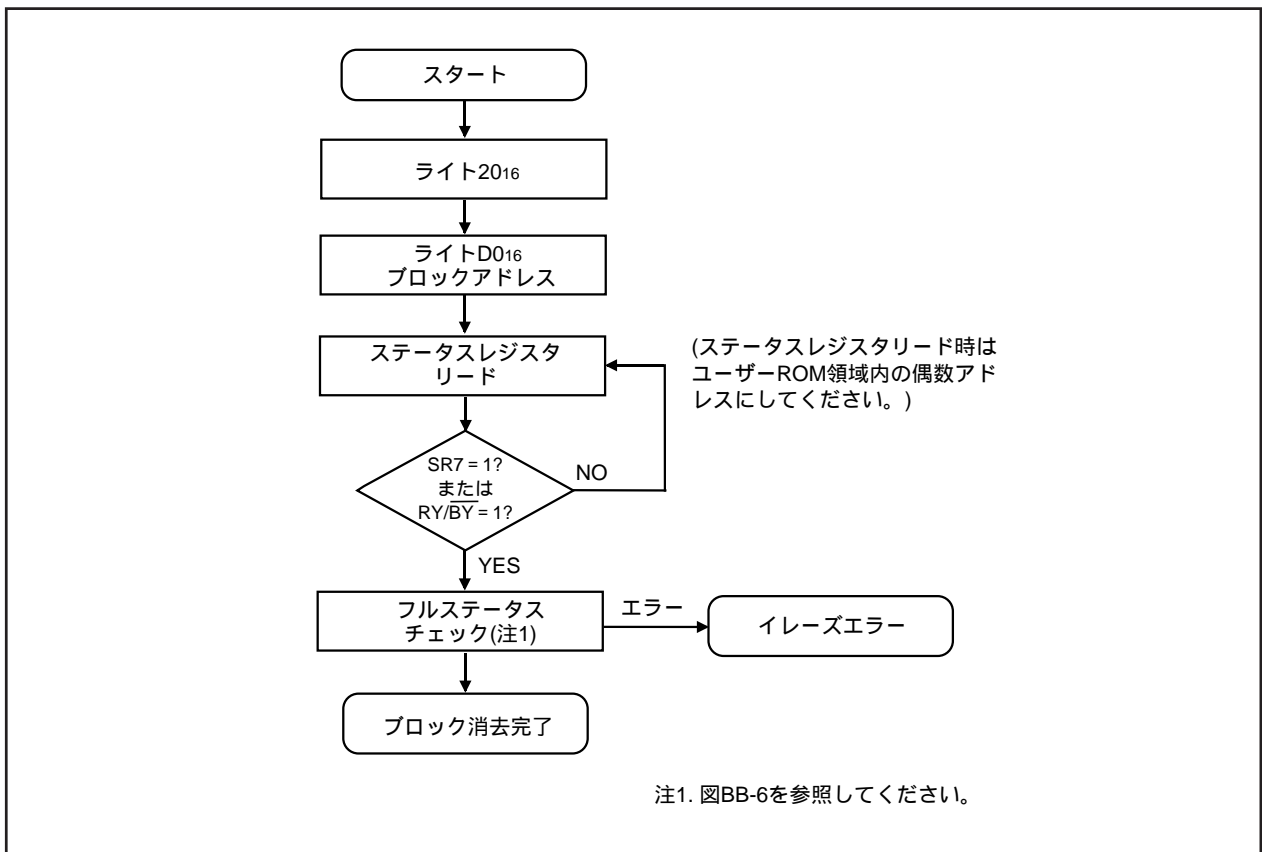 スタート
ライト2016
ライトD016
ブロックアドレス
ステータスレジスタ
リード
(ステータスレジスタリード時は
ユーザーROM領域内の偶数アド
レスにしてください。)
SR7 = 1?
または
RY/BY = 1?
NO
YES
フルステータス
チェック(注1)
エラー
イレーズエラー
ブロック消去完了
注1. 図BB-6を参照してください。